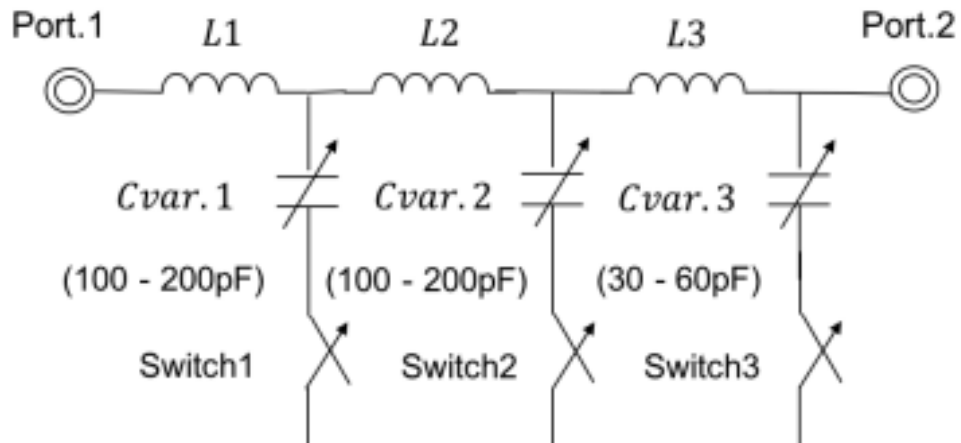 Port.1 L1 L2 L3 Port.2
Cvar.1 Cvar.2 Cvar.3
(100 - 200pF) (100 - 200pF) (30 - 60pF)
Switch1 Switch2 Switch3